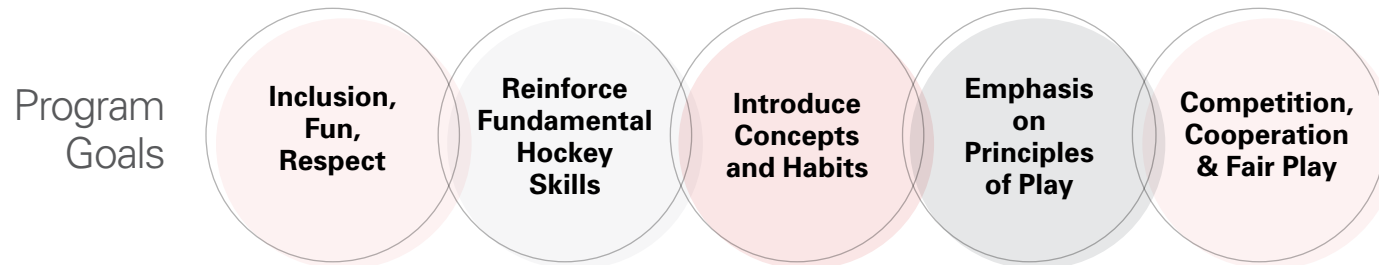 Program
Goals
Inclusion,
Fun,
Respect
Reinforce
Fundamental
Hockey
Skills
Introduce
Concepts
and Habits
Emphasis
on
Principles
of Play
Competition,
Cooperation
& Fair Play